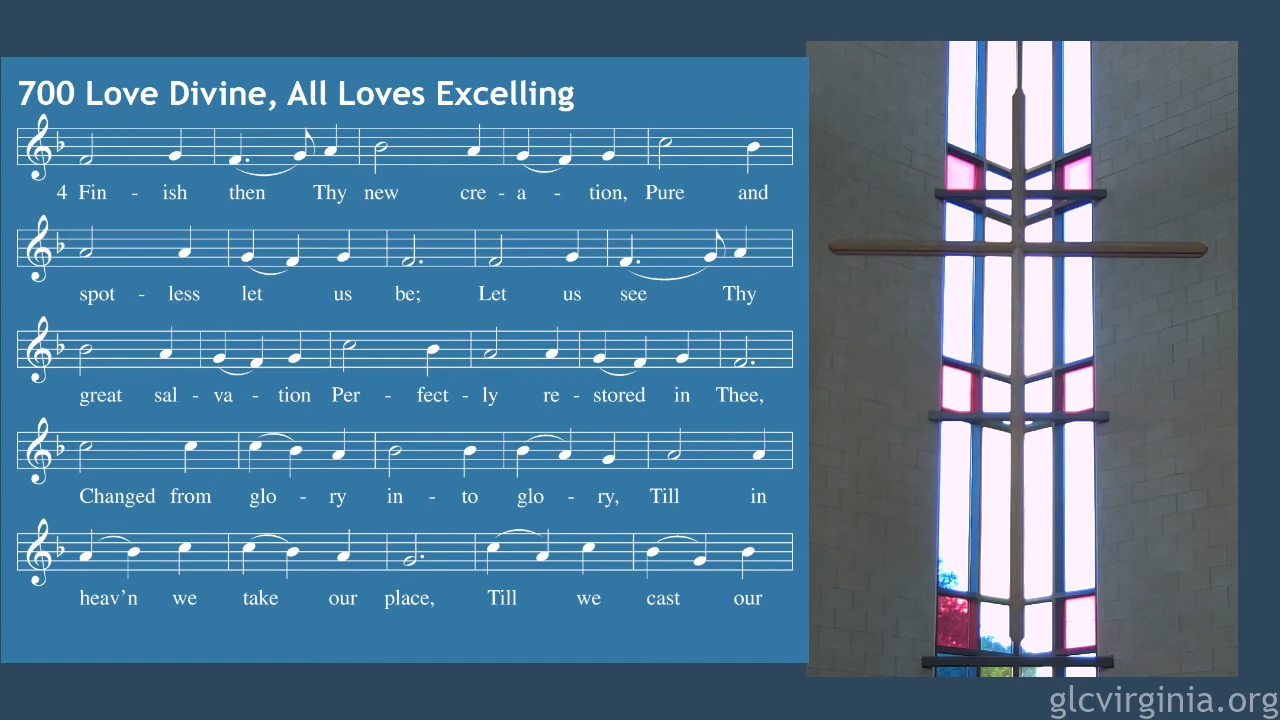 700 Love Divine, All Loves Excelling
4 Fin - ish then Thy new cre - a - tion, Pure and
spot - less let us be; Let us see Thy
great sal - va - tion Per - fect - ly re - stored in Thee,
Changed from glo - ry in - to glo - ry, Till in
heav'n we take our place, Till we cast our
glcvirginia.org